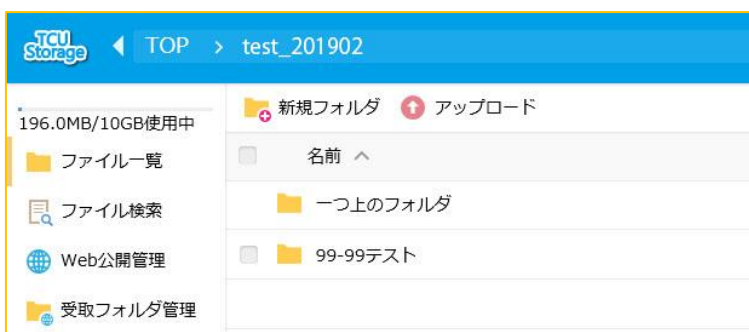 TCU Storage
TOP > test_201902
196.0MB/10GB使用中
ファイル一覧
ファイル検索
Web公開管理
受取フォルダ管理
新規フォルダ アップロード
名前
一つ上のフォルダ
99-99テスト